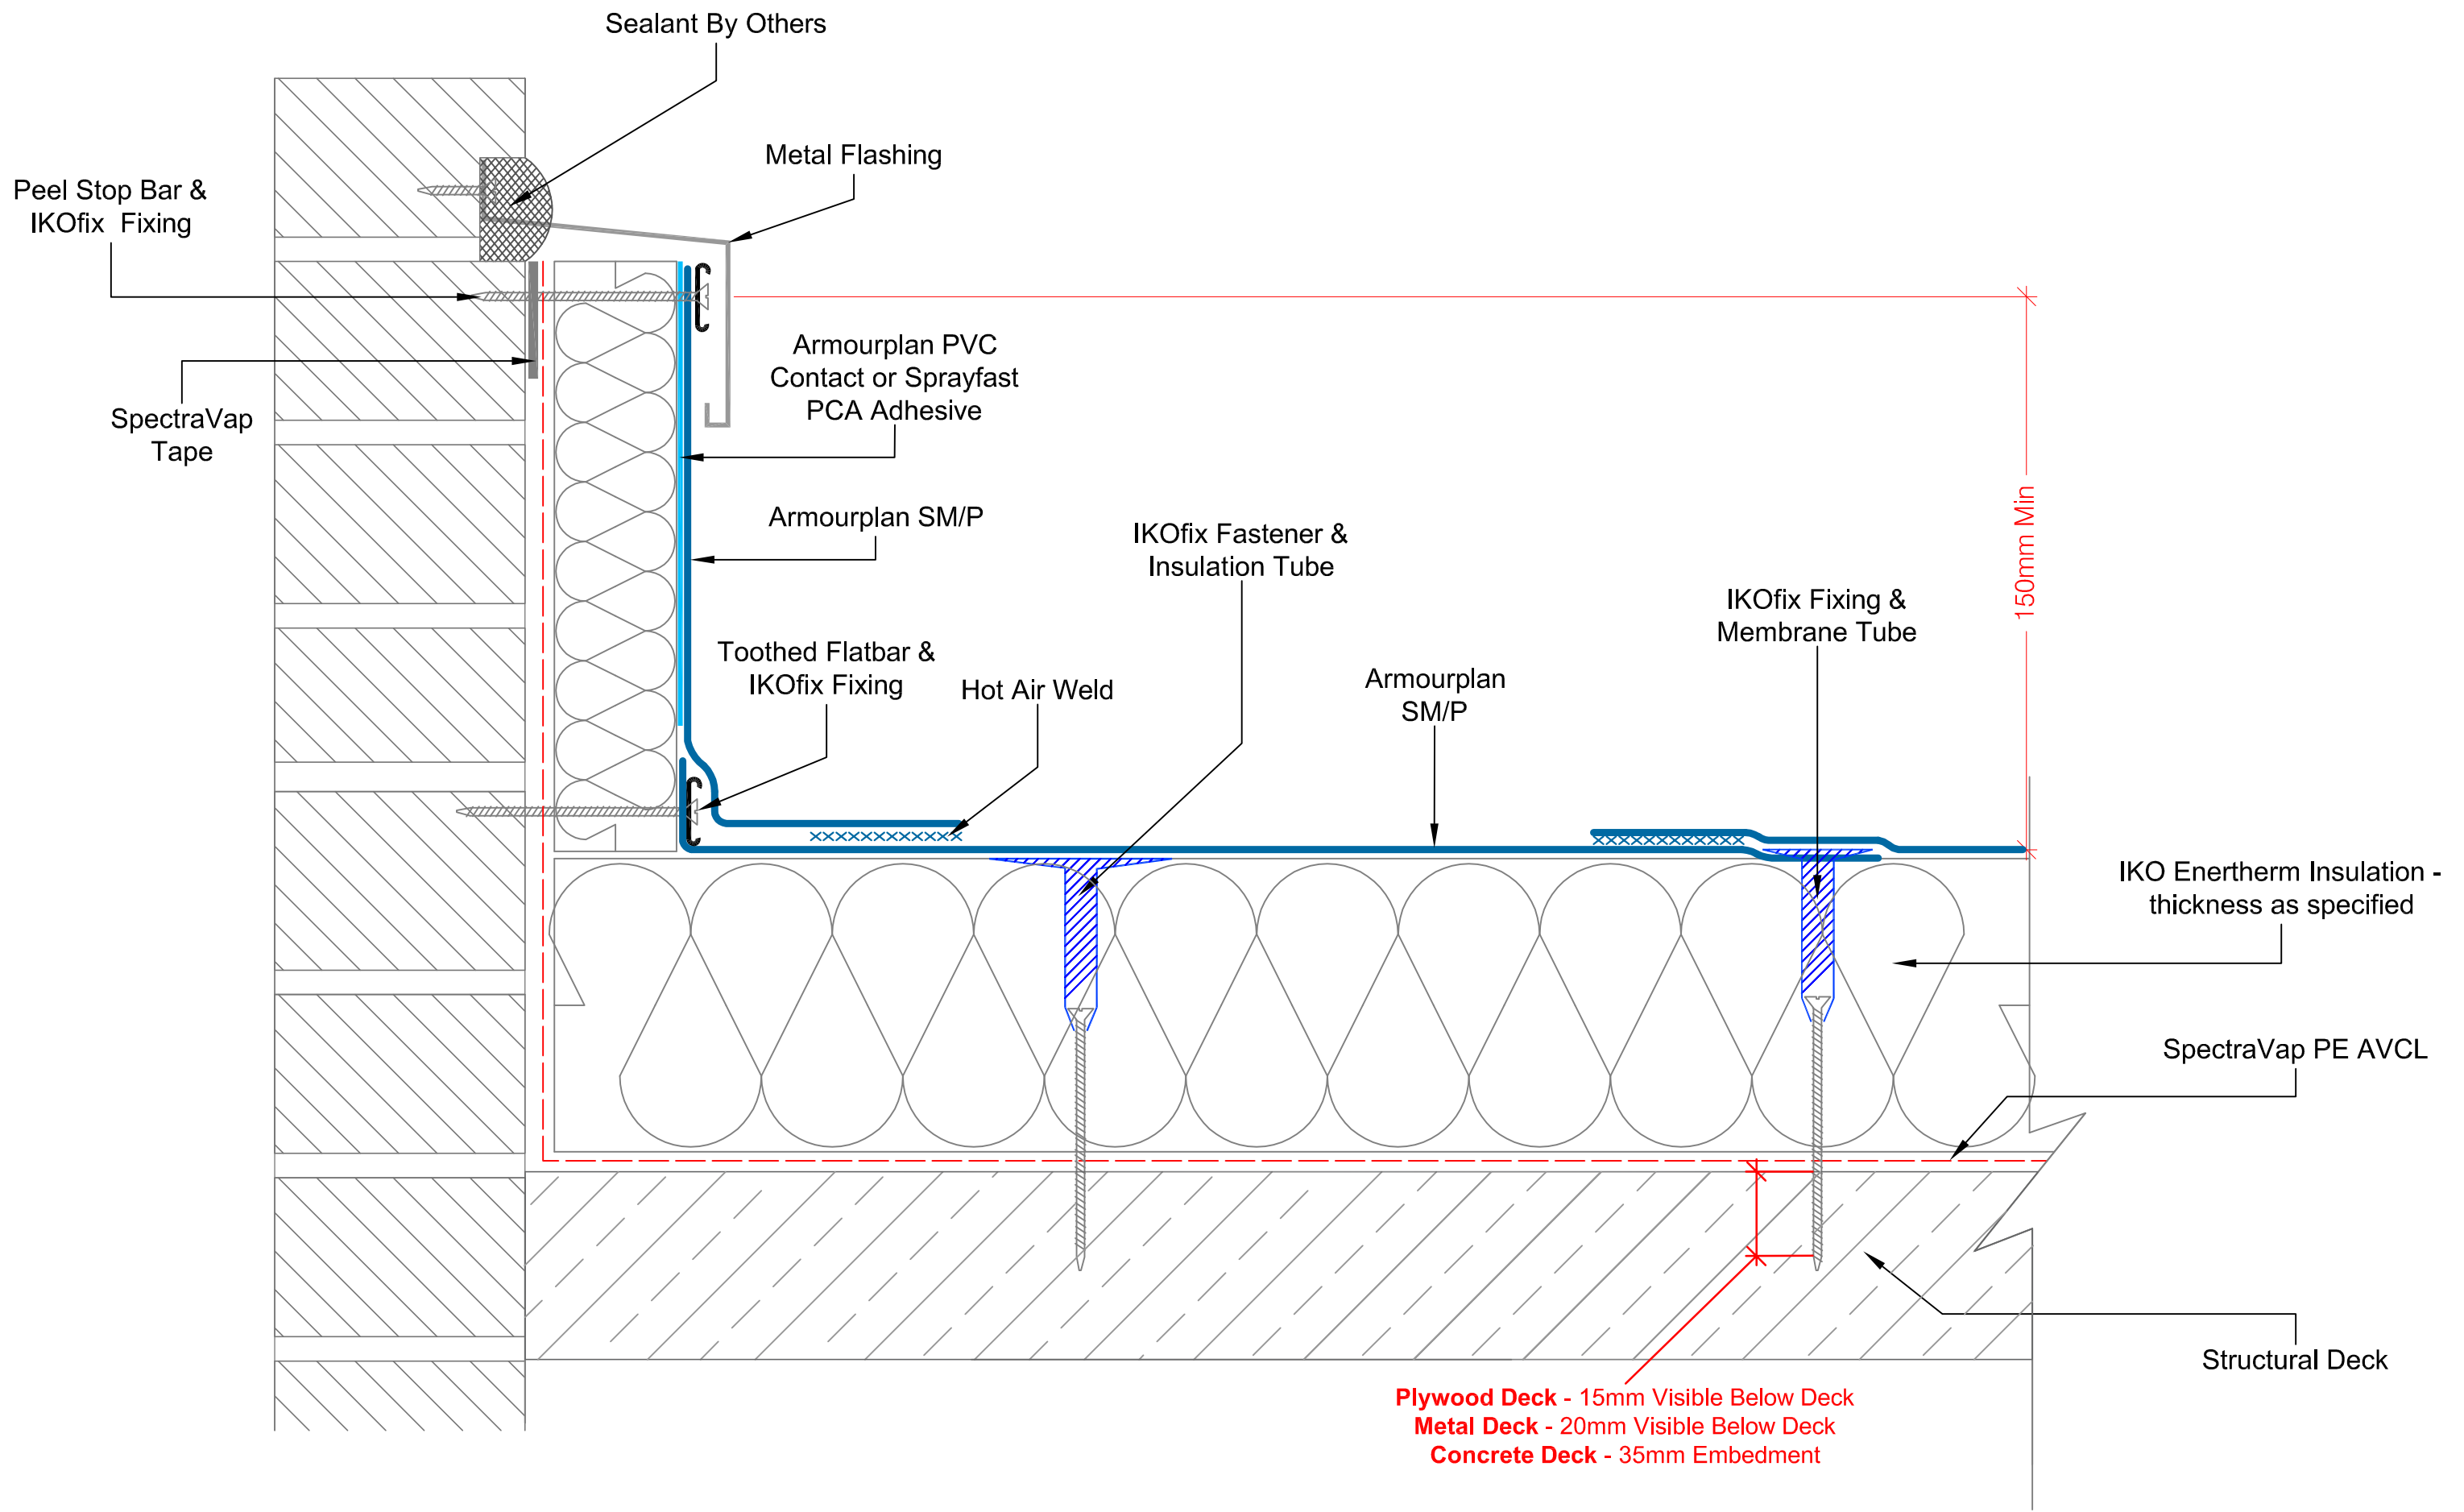 Sealant By Others
Metal Flashing
Peel Stop Bar &
IKOfix  Fixing
Armourplan PVC
Contact or Sprayfast
PCA Adhesive
SpectraVap
Tape
Armourplan SM/P
IKOfix Fastener &
Insulation Tube
150mm Min
IKOfix Fixing &
Membrane Tube
Toothed Flatbar &
IKOfix Fixing
Hot Air Weld
Armourplan
SM/P
IKO Enertherm Insulation -
thickness as specified
SpectraVap PE AVCL
Structural Deck
Plywood Deck - 15mm Visible Below Deck
Metal Deck - 20mm Visible Below Deck
Concrete Deck - 35mm Embedment